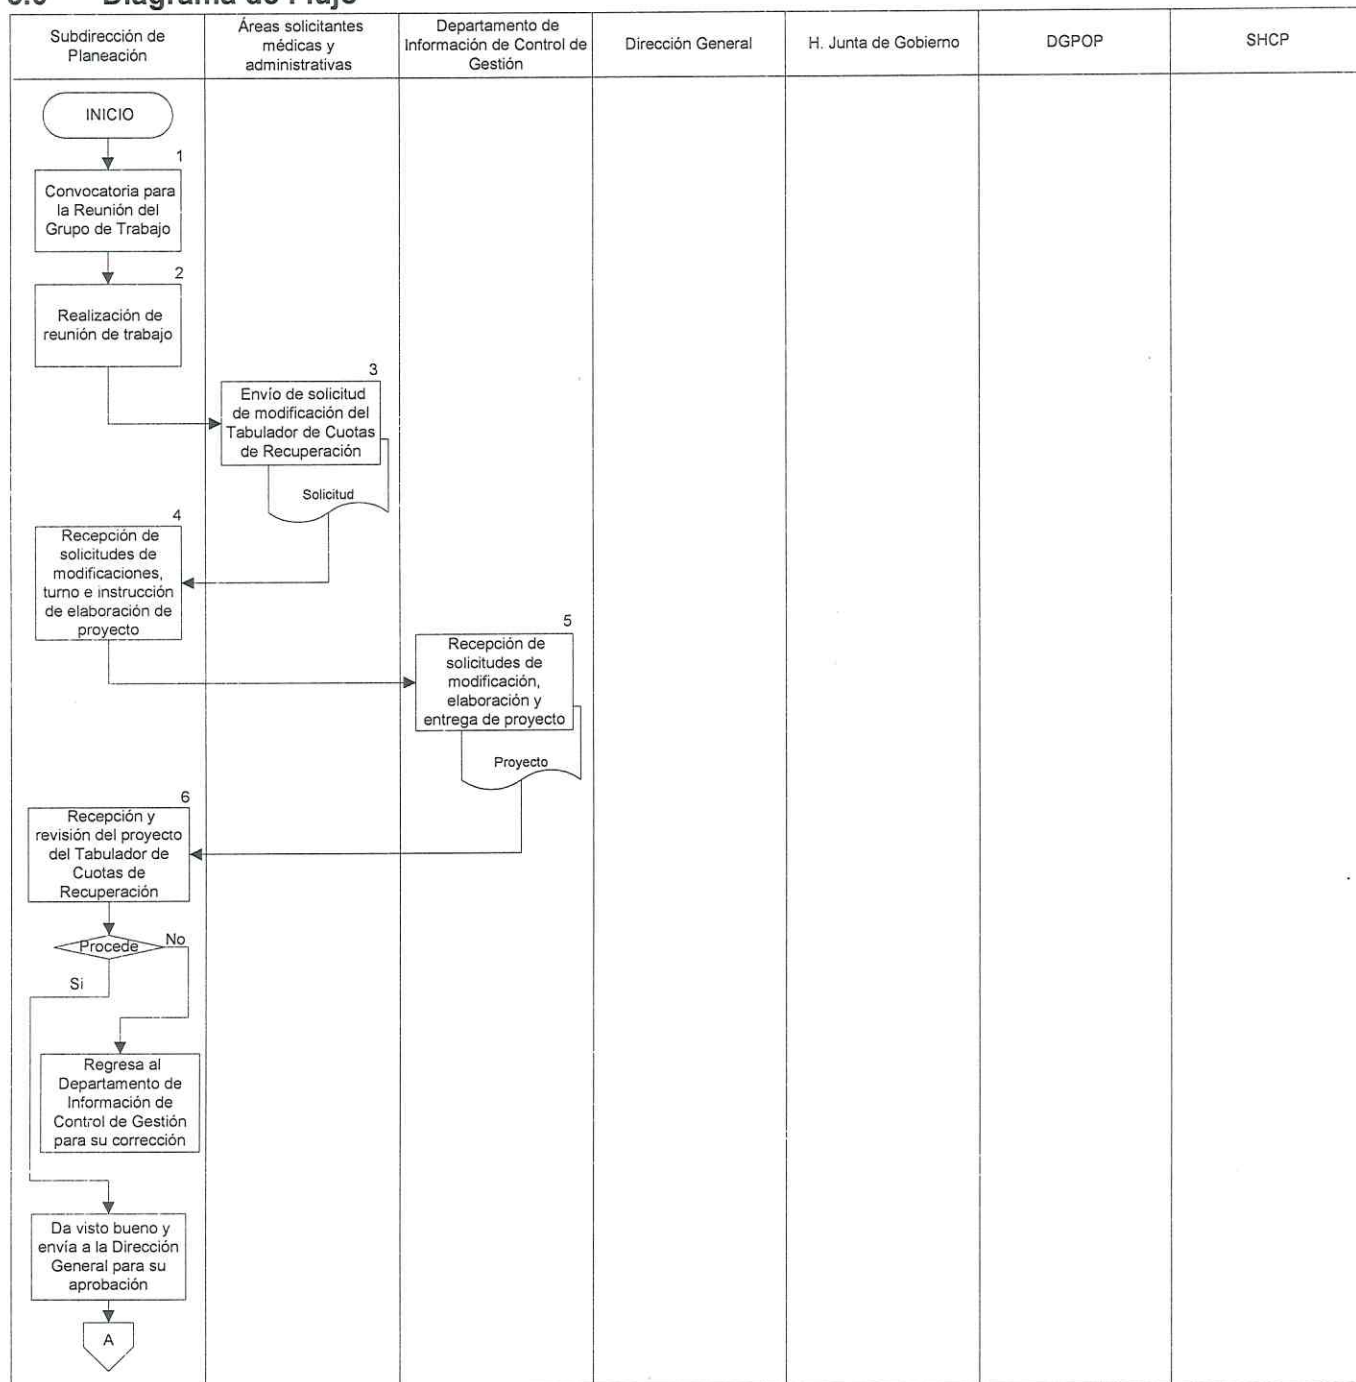 Diagrama de Flujo
Subdirección de
Planeación
Áreas solicitantes
médicas y
administrativas
Departamento de
Información de Control de
Gestión
Dirección General
H. Junta de Gobierno
DGPOP
SHCP
INICIO
1
Convocatoria para
la Reunión del
Grupo de Trabajo
2
Realización de
reunión de trabajo
3
Envío de solicitud
de modificación del
Tabulador de Cuotas
de Recuperación
Solicitud
4
Recepción de
solicitudes de
modificaciones,
turno e instrucción
de elaboración de
proyecto
5
Recepción de
solicitudes de
modificación,
elaboración y
entrega de proyecto
Proyecto
6
Recepción y
revisión del proyecto
del Tabulador de
Cuotas de
Recuperación
Procede
No
Si
Regresa al
Departamento de
Información de
Control de Gestión
para su corrección
Da visto bueno y
envía a la Dirección
General para su
aprobación
A